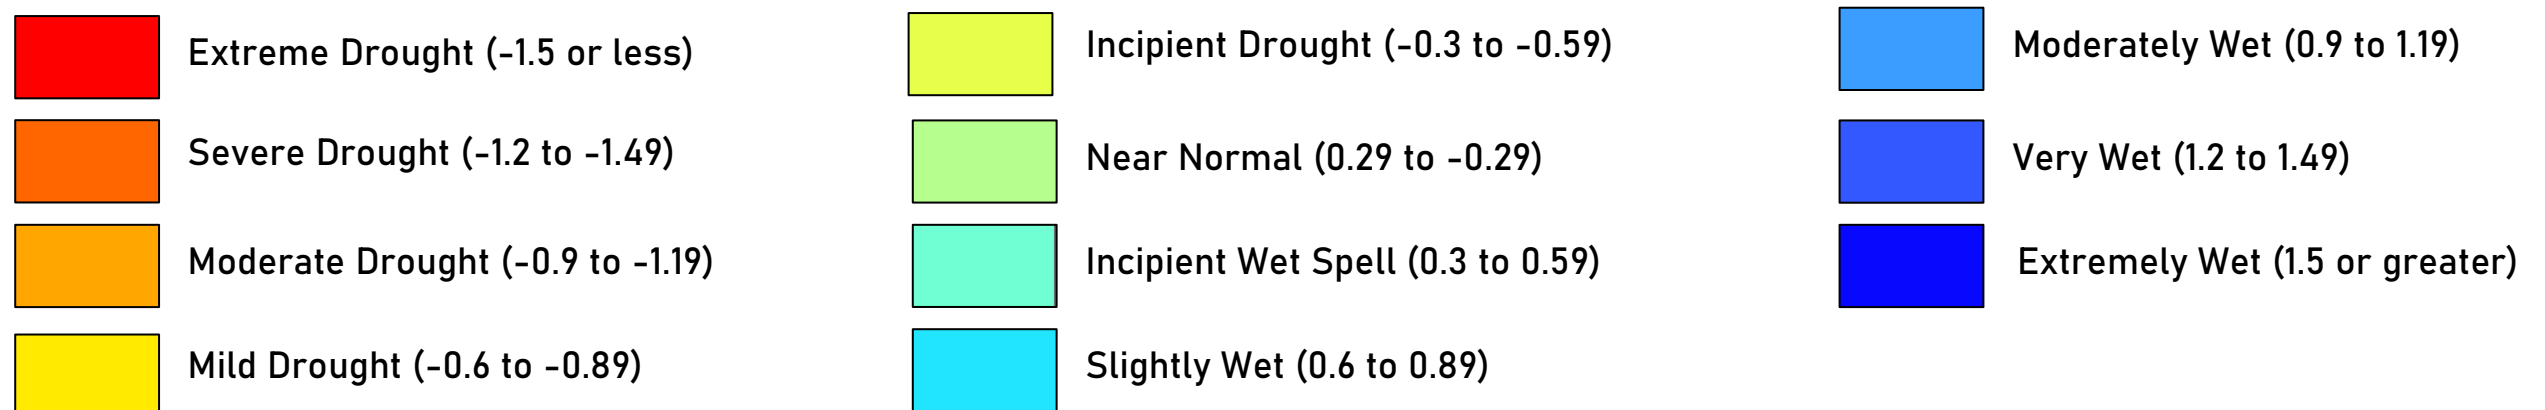 Extreme Drought (-1.5 or less)
Severe Drought (-1.2 to -1.49)
Moderate Drought (-0.9 to -1.19)
Mild Drought (-0.6 to -0.89)
Incipient Drought (-0.3 to -0.59)
Near Normal (0.29 to -0.29)
Incipient Wet Spell (0.3 to 0.59)
Slightly Wet (0.6 to 0.89)
Moderately Wet (0.9 to 1.19)
Very Wet (1.2 to 1.49)
Extremely Wet (1.5 or greater)